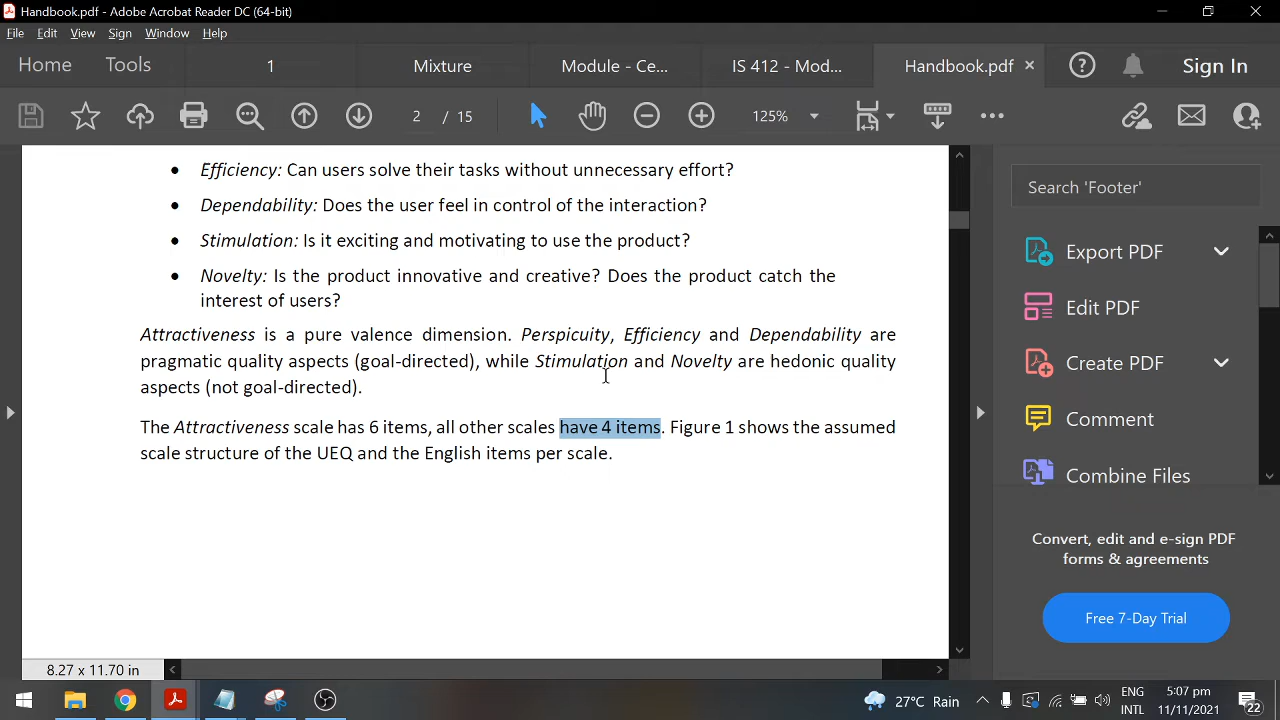 Handbook.pdf - Adobe Acrobat Reader DC (64-bit)
File Edit View Sign Window Help
Home Tools 1 Mixture Module - Ce... IS 412 - Mod... Handbook.pdf × ? Sign In
2 / 15 125%
• Efficiency: Can users solve their tasks without unnecessary effort?
• Dependability: Does the user feel in control of the interaction?
• Stimulation: Is it exciting and motivating to use the product?
• Novelty: Is the product innovative and creative? Does the product catch the
interest of users?
Attractiveness is a pure valence dimension. Perspicuity, Efficiency and Dependability are
pragmatic quality aspects (goal-directed), while Stimulation and Novelty are hedonic quality
aspects (not goal-directed).
The Attractiveness scale has 6 items, all other scales have 4 items. Figure 1 shows the assumed
scale structure of the UEQ and the English items per scale.
8.27 x 11.70 in
Search 'Footer'
Export PDF
Edit PDF
Create PDF
Comment
Combine Files
Convert, edit and e-sign PDF
forms & agreements
Free 7-Day Trial
27°C Rain
ENG
INTL
5:07 pm
11/11/2021
22